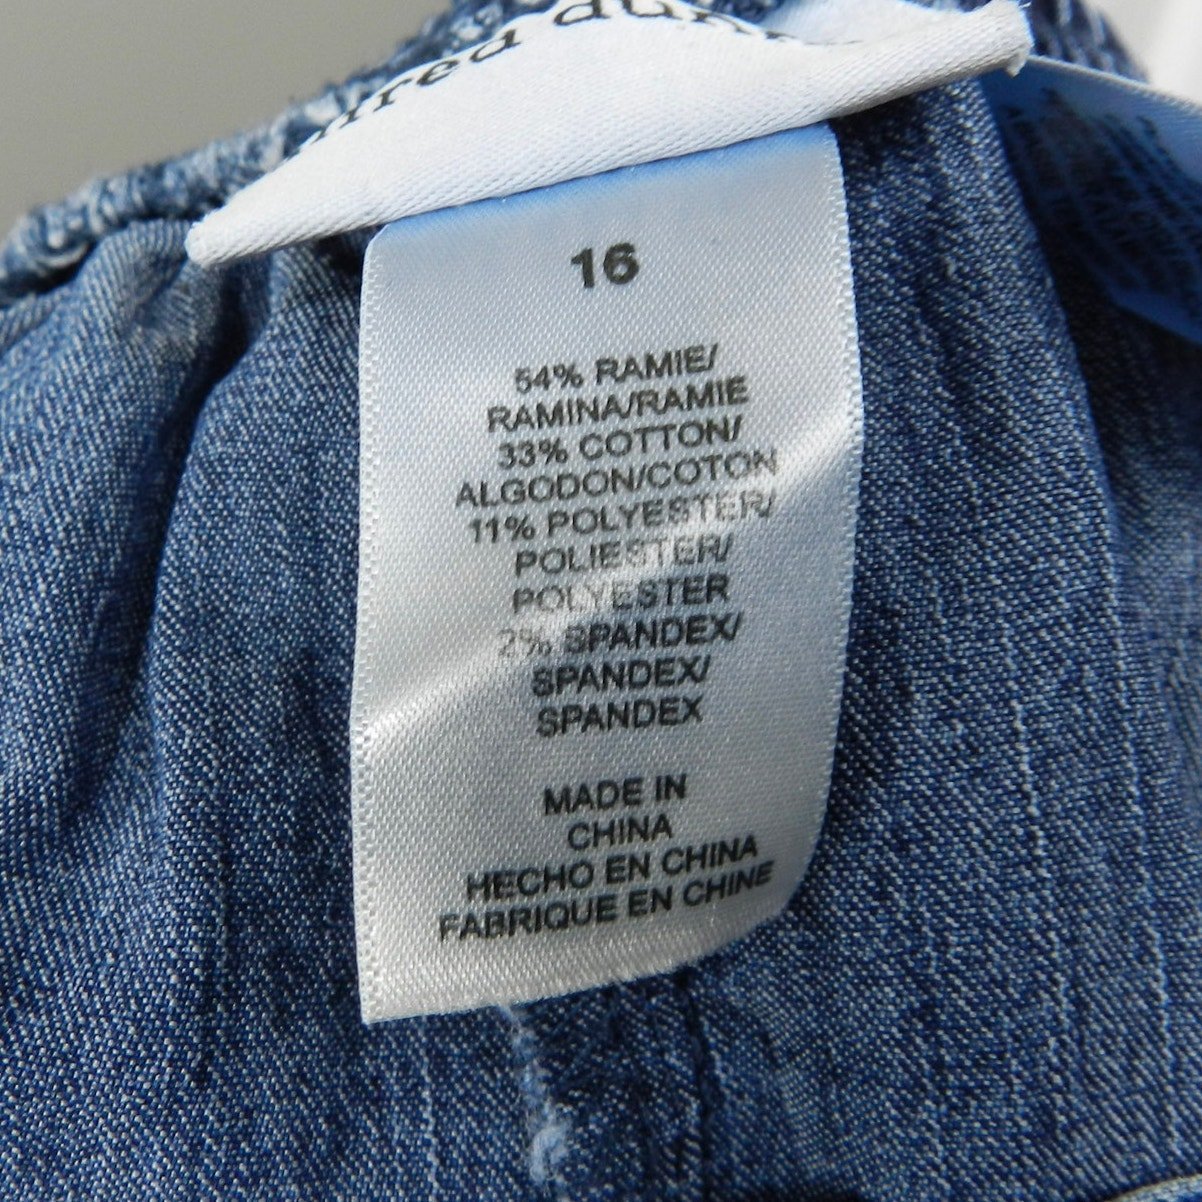 16
54% RAMIE/
RAMINA/RAMIE
33% COTTON/
ALGODON/COTON
11% POLYESTER/
POLIESTER/
POLYESTER
2% SPANDEX/
SPANDEX/
SPANDEX
MADE IN
CHINA
HECHO EN CHINA
FABRIQUE EN CHINE